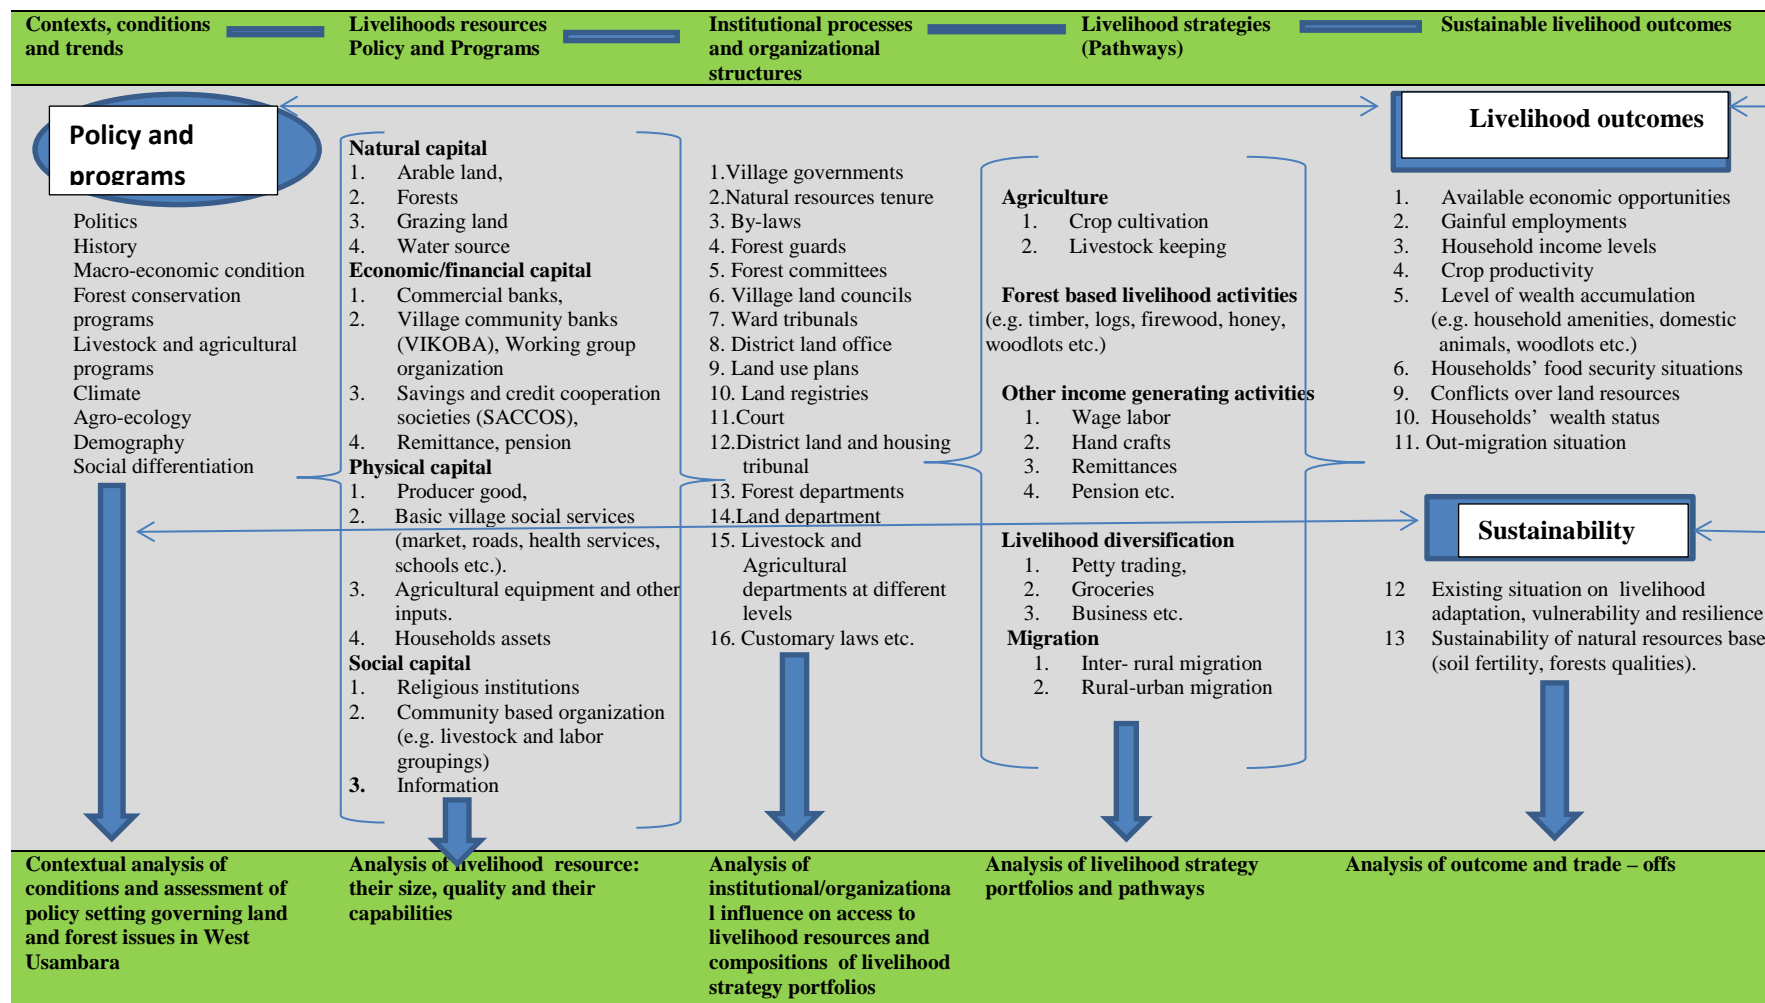 Contexts, conditions
and trends
Livelihoods resources
Policy and Programs
Institutional processes
and organizational
structures
Livelihood strategies
(Pathways)
Sustainable livelihood outcomes
Policy and
programs
Politics
History
Macro-economic condition
Forest conservation
programs
Livestock and agricultural
programs
Climate
Agro-ecology
Demography
Social differentiation
Natural capital
1. Arable land,
2. Forests
3. Grazing land
4. Water source
Economic/financial capital
1. Commercial banks,
2. Village community banks
(VIKOBA), Working group
organization
3. Savings and credit cooperation
societies (SACCOS),
4. Remittance, pension
Physical capital
1. Producer good,
2. Basic village social services
(market, roads, health services,
schools etc.).
3. Agricultural equipment and other
inputs.
4. Households assets
Social capital
1. Religious institutions
2. Community based organization
(e.g. livestock and labor
groupings)
3. Information
1.Village governments
2.Natural resources tenure
3. By-laws
4. Forest guards
5. Forest committees
6. Village land councils
7. Ward tribunals
8. District land office
9. Land use plans
10. Land registries
11.Court
12.District land and housing
tribunal
13. Forest departments
14.Land department
15. Livestock and
Agricultural
departments at different
levels
16. Customary laws etc.
Agriculture
1. Crop cultivation
2. Livestock keeping
Forest based livelihood activities
(e.g. timber, logs, firewood, honey,
woodlots etc.)
Other income generating activities
1. Wage labor
2. Hand crafts
3. Remittances
4. Pension etc.
Livelihood diversification
1. Petty trading,
2. Groceries
3. Business etc.
Migration
1. Inter- rural migration
2. Rural-urban migration
Livelihood outcomes
1. Available economic opportunities
2. Gainful employments
3. Household income levels
4. Crop productivity
5. Level of wealth accumulation
(e.g. household amenities, domestic
animals, woodlots etc.)
6. Households' food security situations
9. Conflicts over land resources
10. Households' wealth status
11. Out-migration situation
Sustainability
12 Existing situation on livelihood
adaptation, vulnerability and resilience
13 Sustainability of natural resources base
(soil fertility, forests qualities).
Contextual analysis of
conditions and assessment of
policy setting governing land
and forest issues in West
Usambara
Analysis of livelihood resource:
their size, quality and their
capabilities
Analysis of
institutional/organizationa
l influence on access to
livelihood resources and
compositions of livelihood
strategy portfolios
Analysis of livelihood strategy
portfolios and pathways
Analysis of outcome and trade – offs